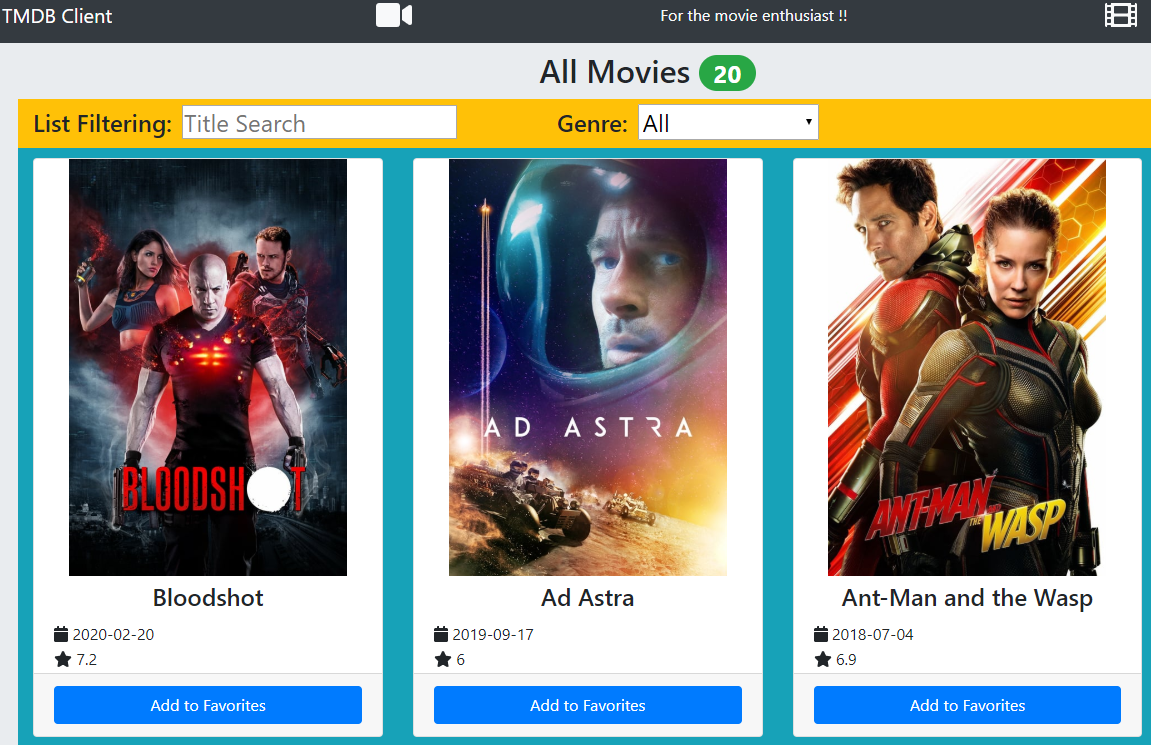 TMDB Client For the movie enthusiast !!
All Movies 20
List Filtering: Title Search Genre: All
BLOODSHOT
AD ASTRA
ANT-MAN AND THE WASP
Bloodshot Ad Astra Ant-Man and the Wasp
2020-02-20 2019-09-17 2018-07-04
7.2 6 6.9
Add to Favorites Add to Favorites Add to Favorites